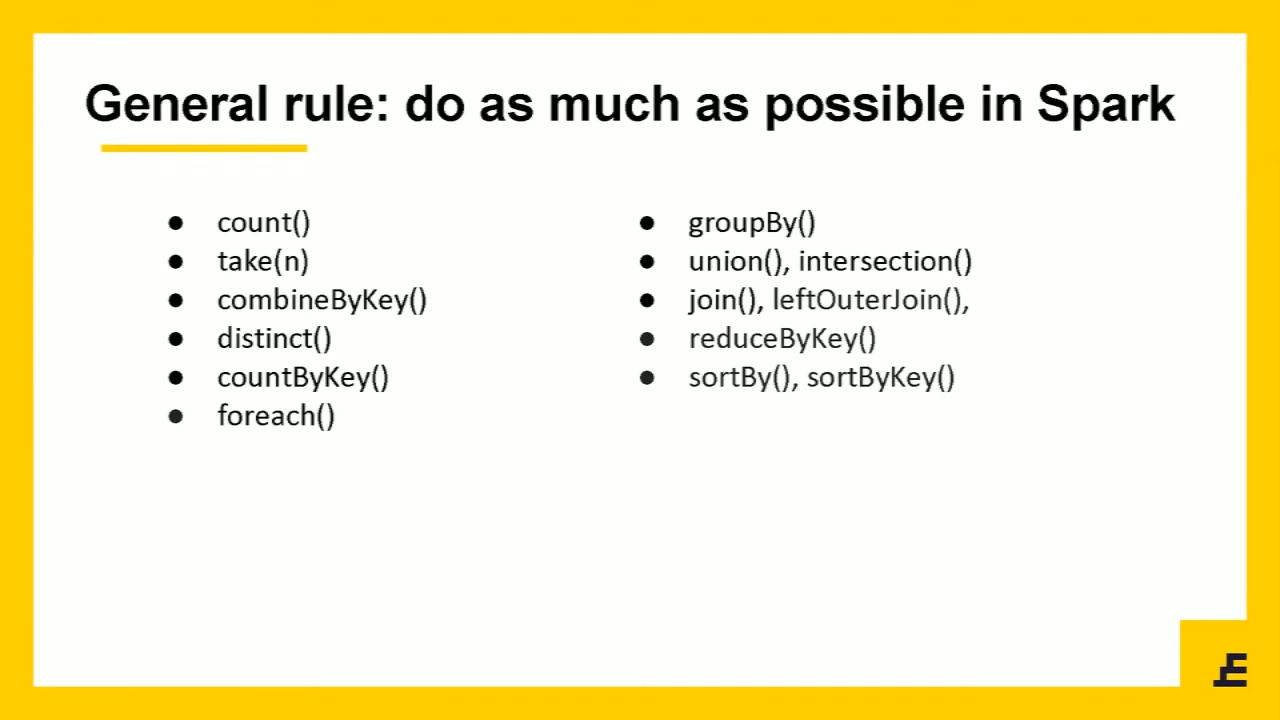 General rule: do as much as possible in Spark
● count()
● take(n)
● combineByKey()
● distinct()
● countByKey()
● foreach()
● groupBy()
● union(), intersection()
● join(), leftOuterJoin(),
● reduceByKey()
● sortBy(), sortByKey()